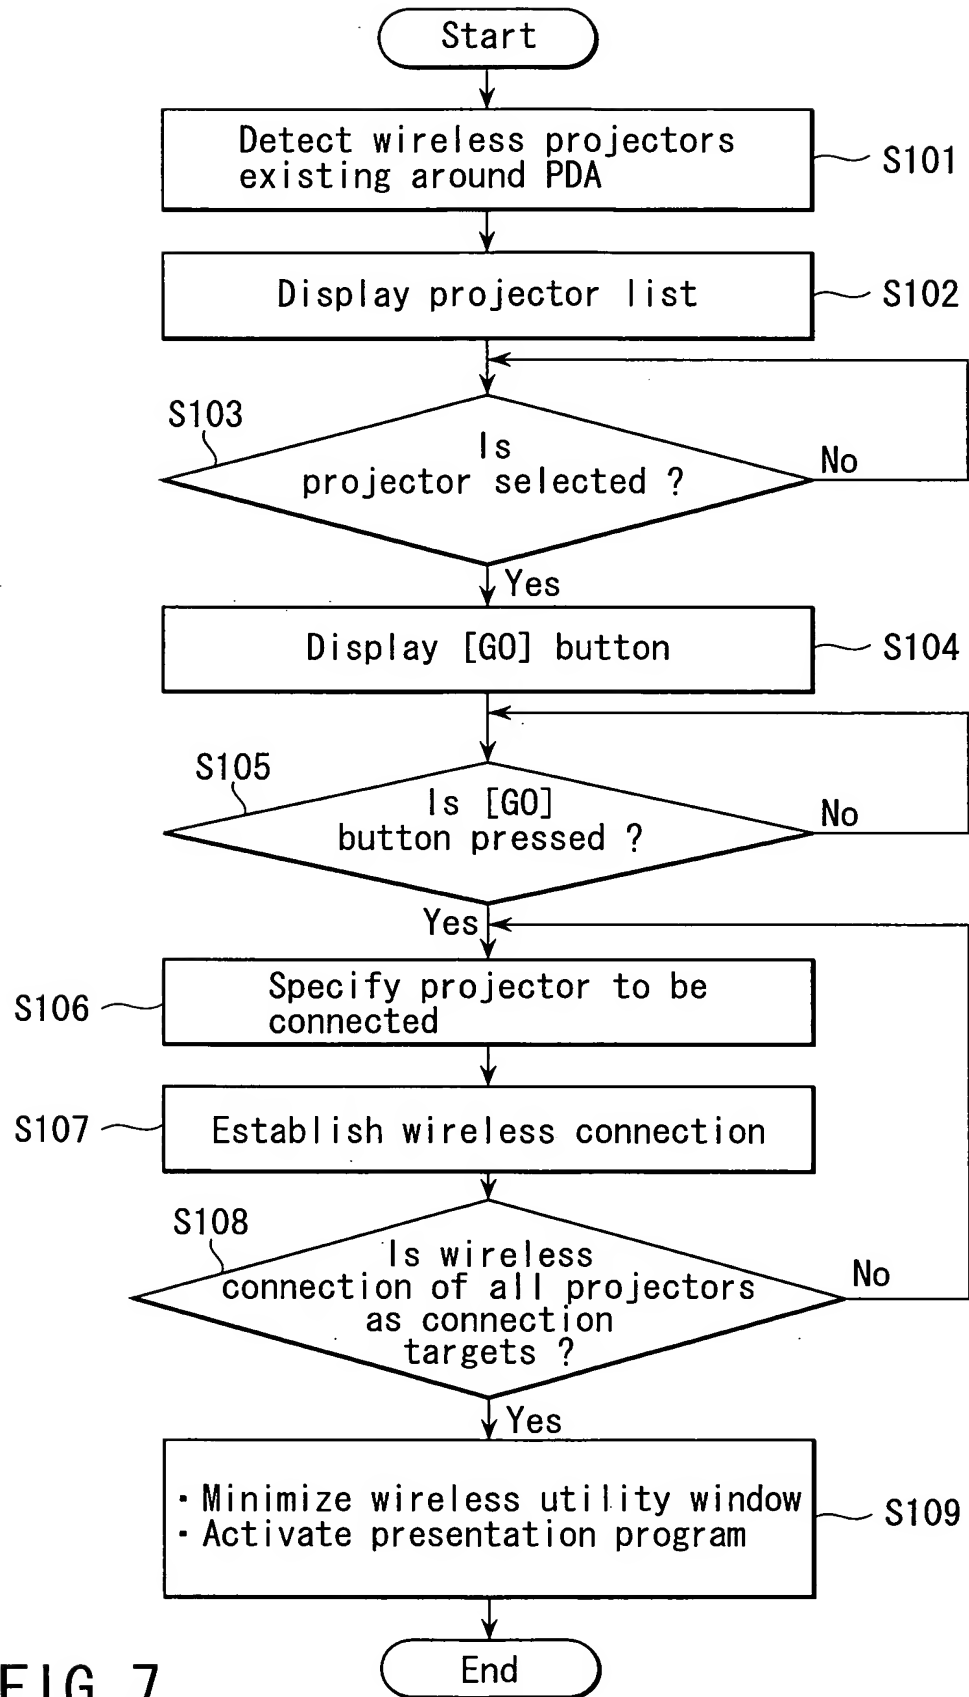 Start
Detect wireless projectors
existing around PDA
S101
Display projector list
S102
S103
Is
projector selected ?
No
Yes
Display [GO] button
S104
S105
Is [GO]
button pressed ?
No
Yes
S106
Specify projector to be
connected
S107
Establish wireless connection
S108
Is wireless
connection of all projectors
as connection
targets ?
No
Yes
・Minimize wireless utility window
・Activate presentation program
S109
End
FIG. 7